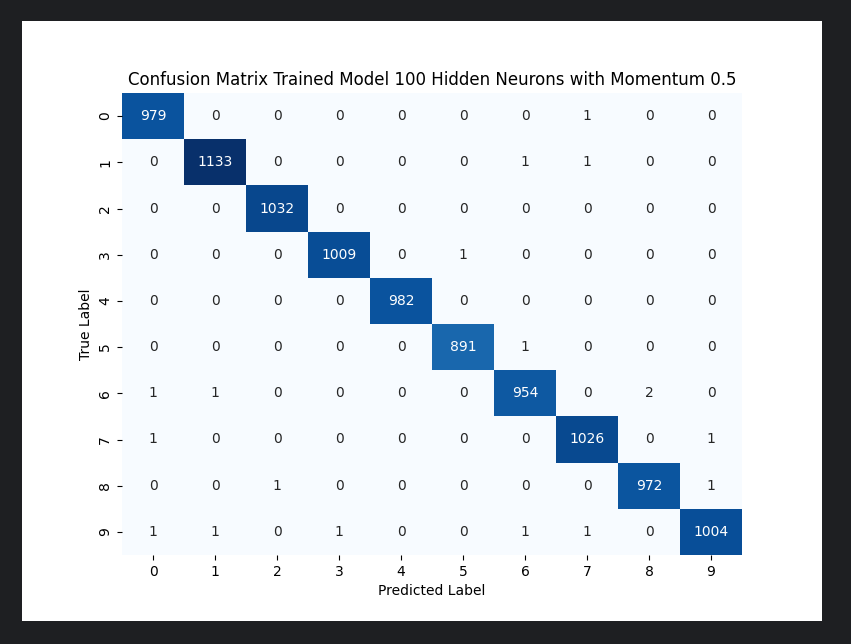 Confusion Matrix Trained Model 100 Hidden Neurons with Momentum 0.5
True Label
0 979 0 0 0 0 0 0 1 0 0
1 0 1133 0 0 0 0 1 1 0 0
2 0 0 1032 0 0 0 0 0 0 0
3 0 0 0 1009 0 1 0 0 0 0
4 0 0 0 0 982 0 0 0 0 0
5 0 0 0 0 0 891 1 0 0 0
6 1 1 0 0 0 0 954 0 2 0
7 1 0 0 0 0 0 0 1026 0 1
8 0 0 1 0 0 0 0 0 972 1
9 1 1 0 1 0 0 1 1 0 1004
0 1 2 3 4 5 6 7 8 9
Predicted Label